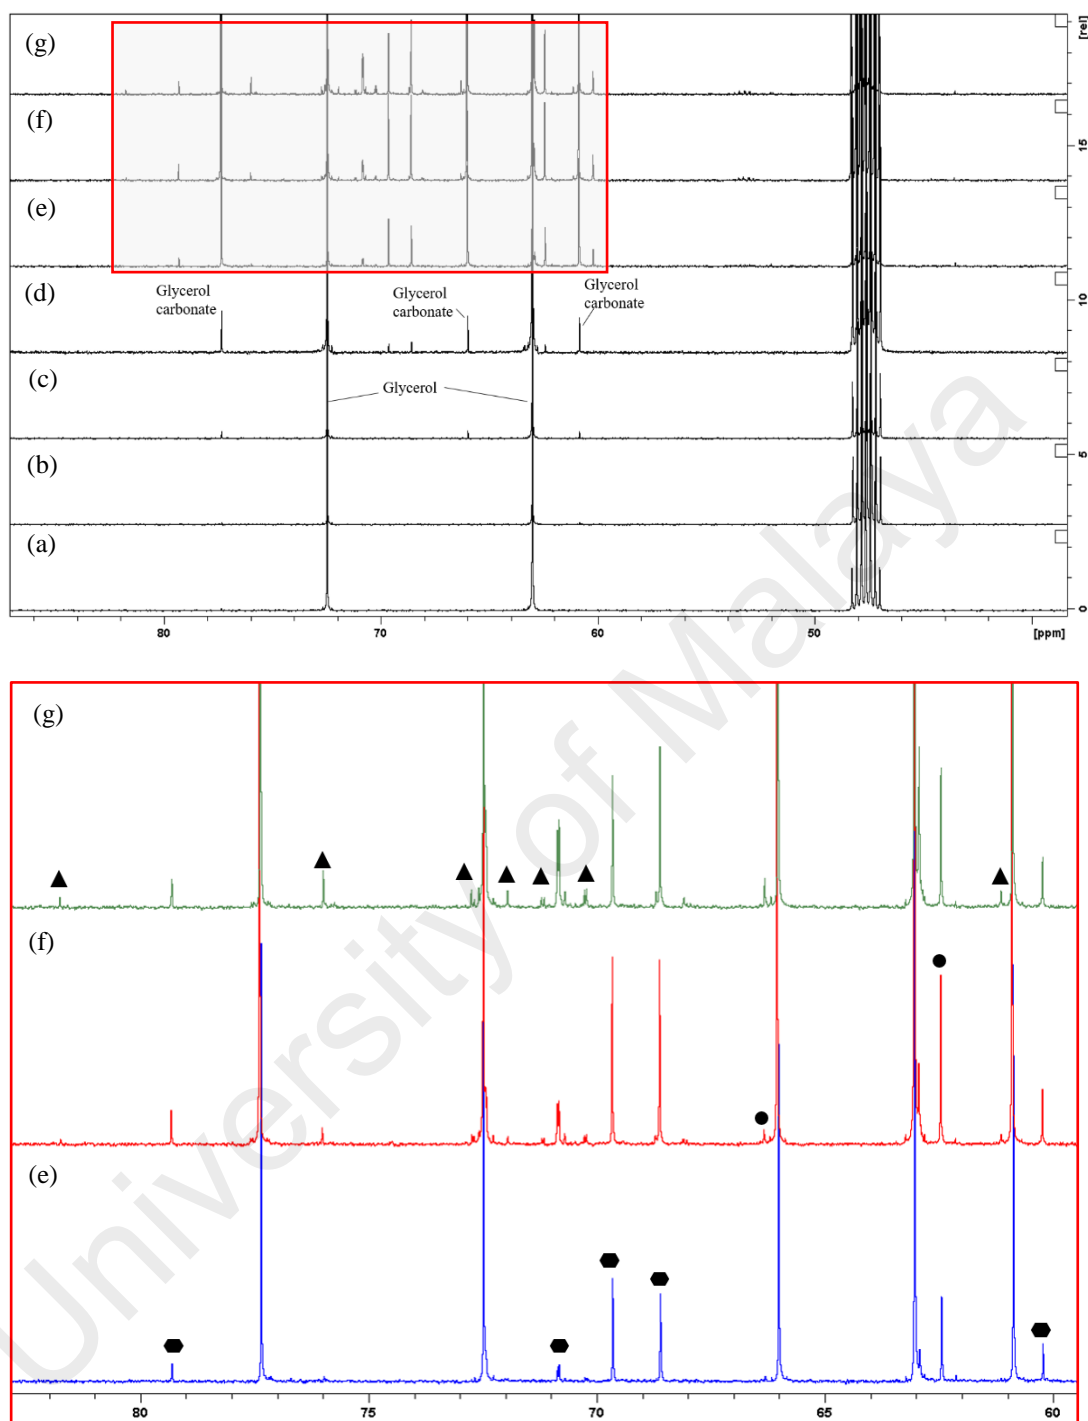 (g)
[rel]
(f)
15
(e)
(d)
Glycerol
carbonate
Glycerol
carbonate
Glycerol
carbonate
10
(c)
Glycerol
(b)
5
(a)
0
80
70
60
50
[ppm]
(g)
(f)
(e)
80
75
70
65
60
University of Malaya